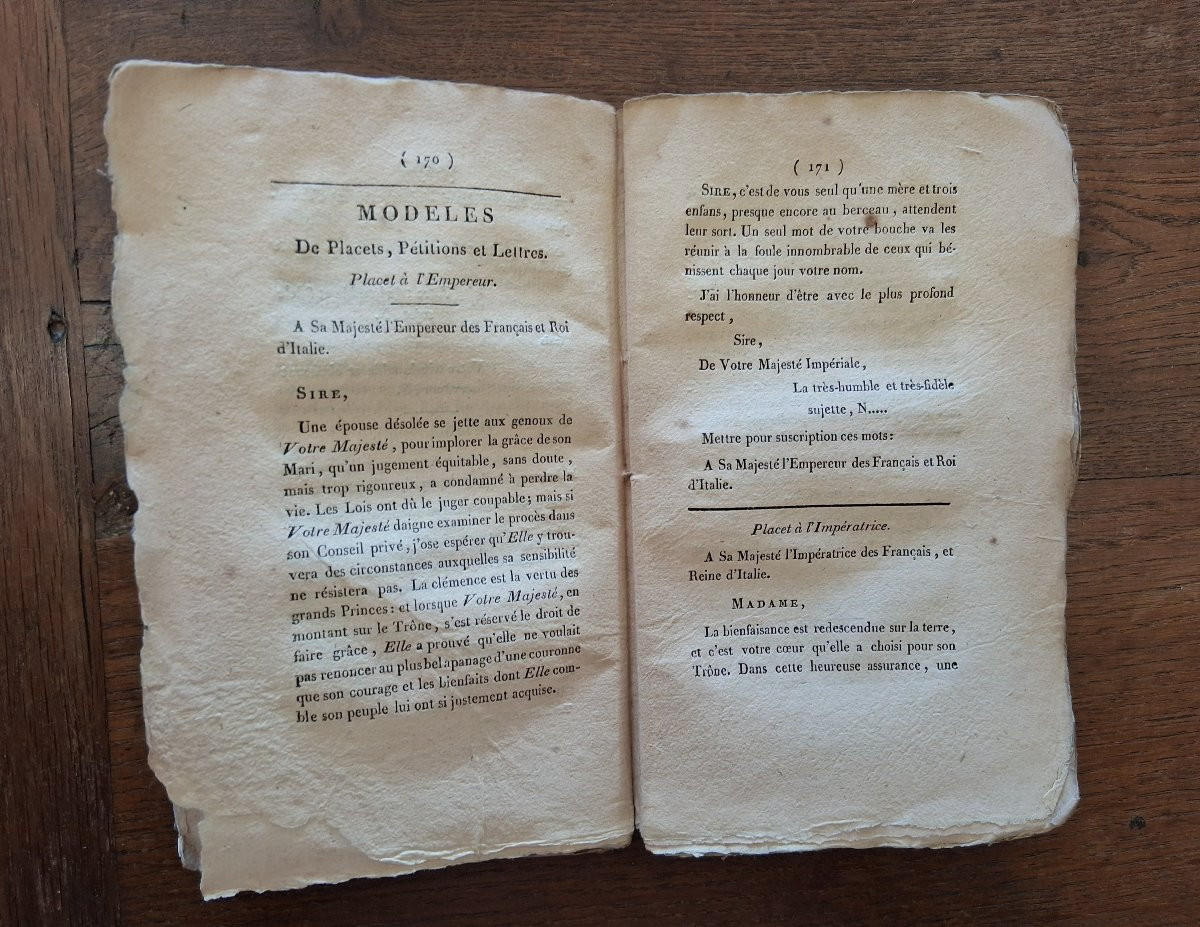 ( 170 )
MODELES
De Placets, Pétitions et Lettres.
Placet à l'Empereur.
A Sa Majesté l'Empereur des Français et Roi
d'Italie.
SIRE,
Une épouse désolée se jette aux genoux de
Votre Majesté, pour implorer la grâce de son
Mari, qu'un jugement équitable, sans doute,
mais trop rigoureux, a condamné à perdre la
vie. Les Lois ont dû le juger coupable; mais si
Votre Majesté daigne examiner le procès dans
son Conseil privé, j'ose espérer qu'Elle y trou-
vera des circonstances auxquelles sa sensibilité
ne résistera pas. La clémence est la vertu des
grands Princes: et lorsque Votre Majesté, en
montant sur le Trône, s'est réservé le droit de
faire grâce, Elle a prouvé qu'elle ne voulait
pas renoncer au plus bel apanage d'une couronne
que son courage et les bienfaits dont Elle com-
ble son peuple lui ont si justement acquise.
( 171 )
SIRE, c'est de vous seul qu'une mère et trois
enfans, presque encore au berceau, attendent
leur sort. Un seul mot de votre bouche va les
réunir à la foule innombrable de ceux qui bé-
nissent chaque jour votre nom.
J'ai l'honneur d'être avec le plus profond
respect,
Sire,
De Votre Majesté Impériale,
La très-humble et très-fidèle
sujette, N.....
Mettre pour suscription ces mots:
A Sa Majesté l'Empereur des Français et Roi
d'Italie.
Placet à l'Impératrice.
A Sa Majesté l'Impératrice des Français, et
Reine d'Italie.
MADAME,
La bienfaisance est redescendue sur la terre,
et c'est votre cœur qu'elle a choisi pour son
Trône. Dans cette heureuse assurance, une